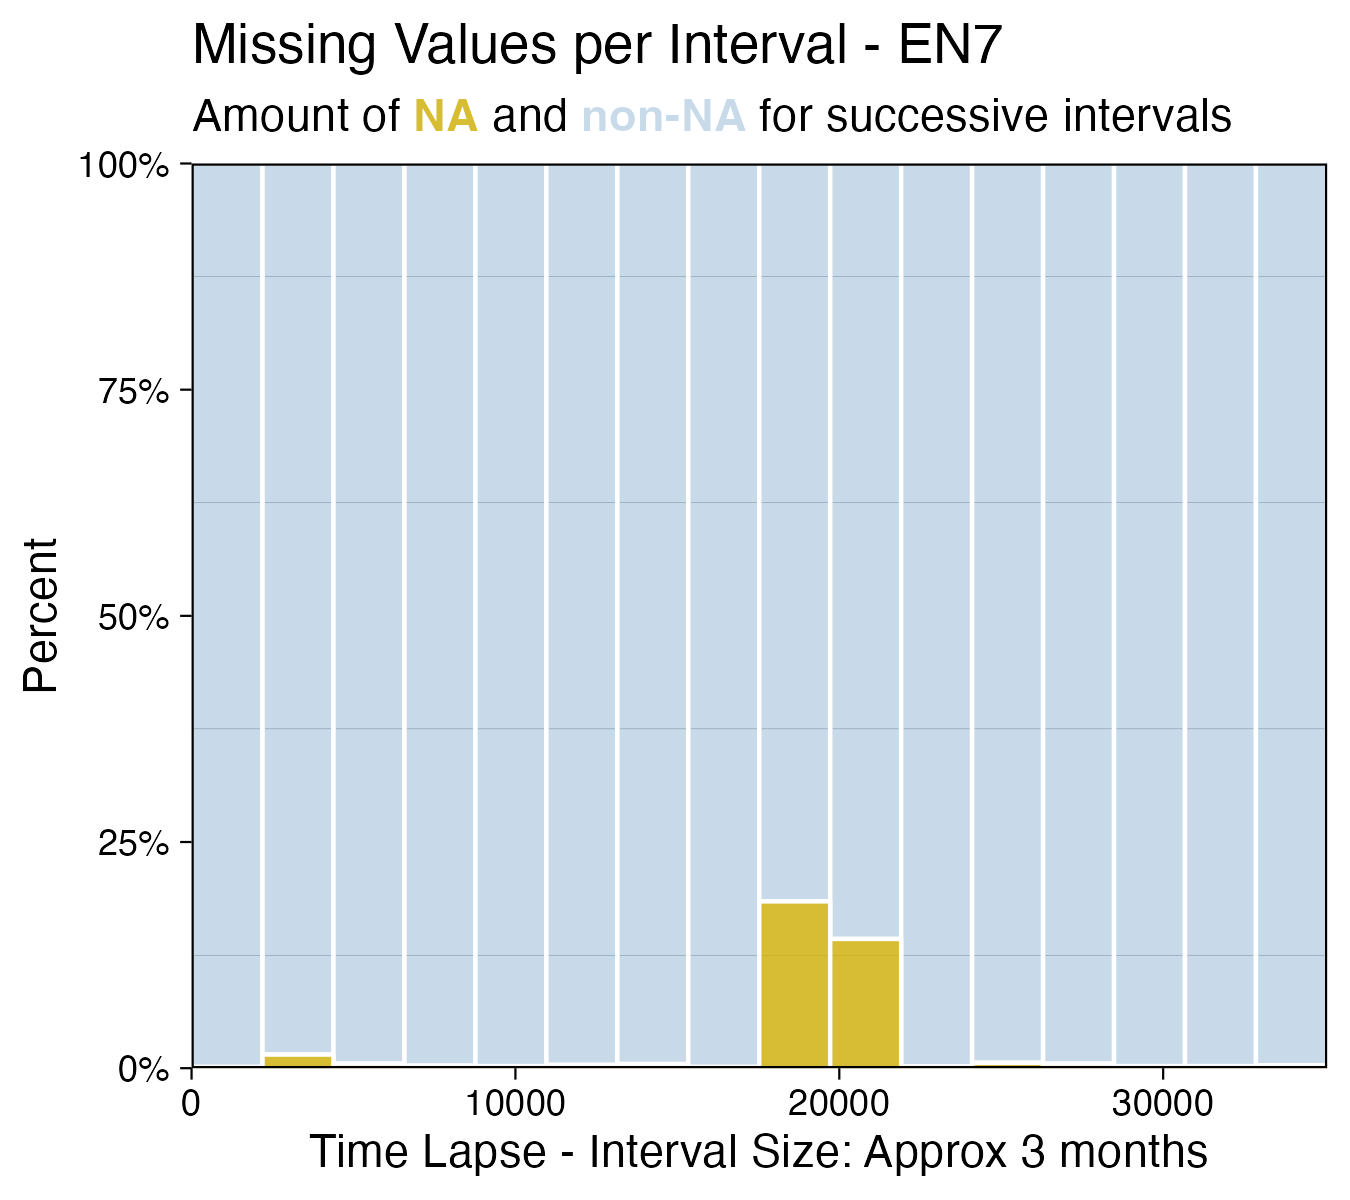 Missing Values per Interval - EN7
Amount of NA and non-NA for successive intervals
100%
75%
50%
25%
0%
Percent
0 10000 20000 30000
Time Lapse - Interval Size: Approx 3 months